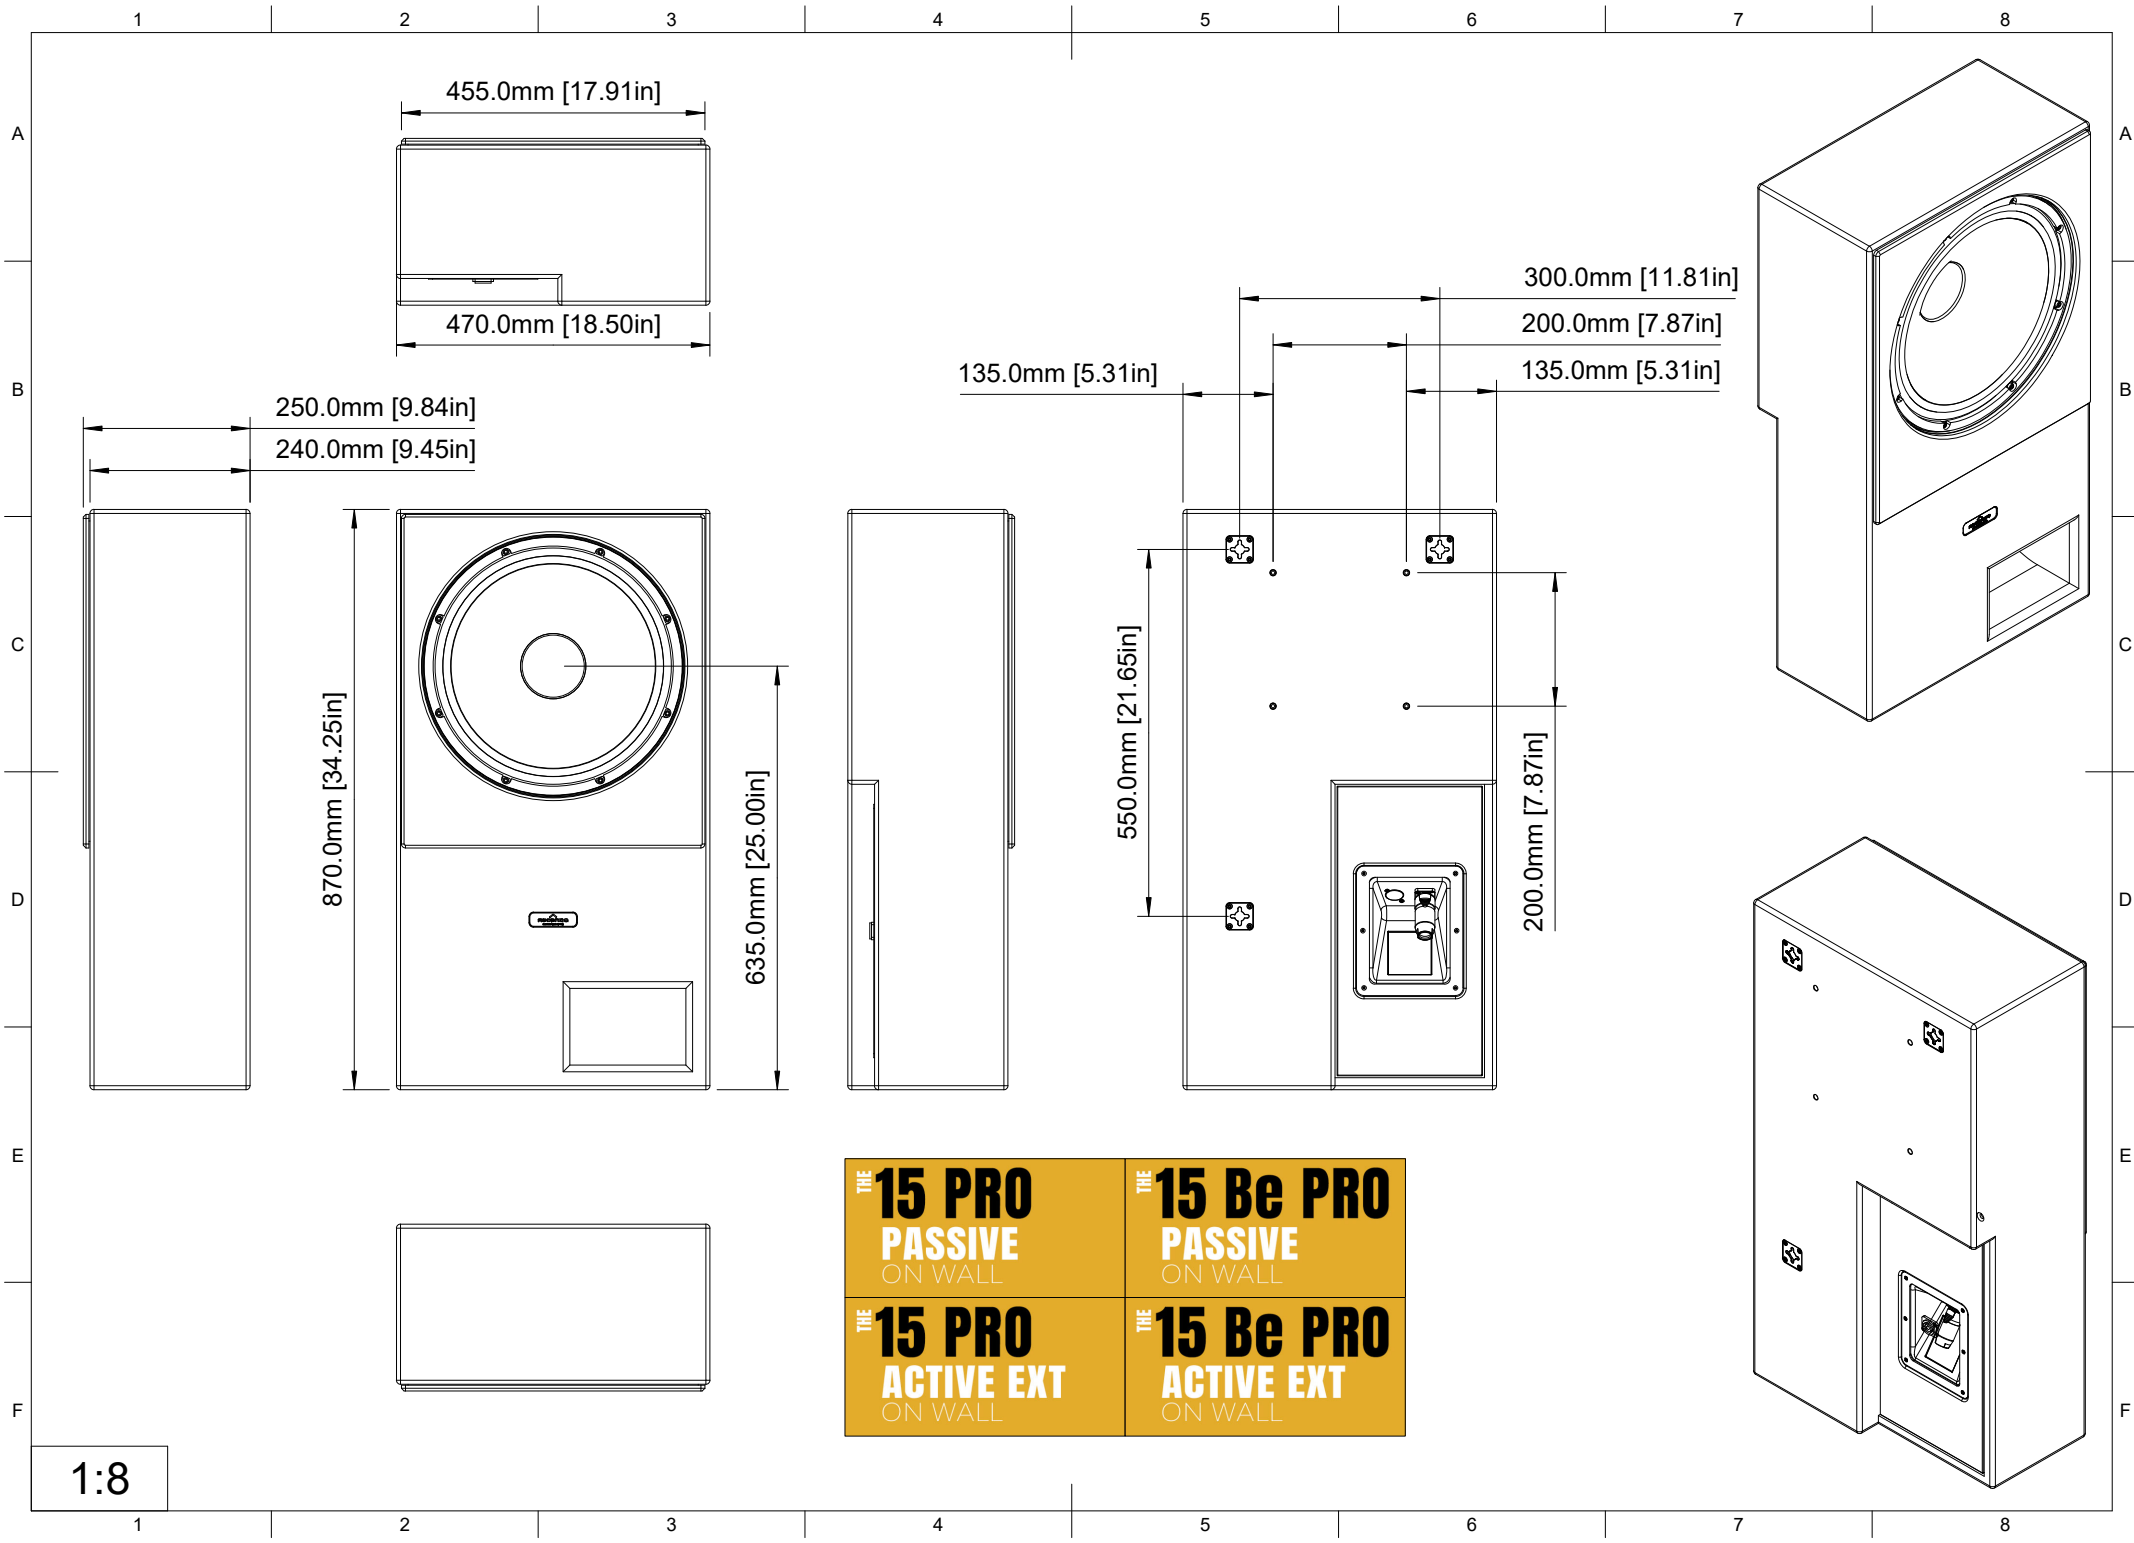 1 2 3 4 5 6 7 8
A A
455.0mm [17.91in]
470.0mm [18.50in]
300.0mm [11.81in]
200.0mm [7.87in]
135.0mm [5.31in] 135.0mm [5.31in]
B B
250.0mm [9.84in]
240.0mm [9.45in]
C C
870.0mm [34.25in]
635.0mm [25.00in]
550.0mm [21.65in]
200.0mm [7.87in]
D D
E E
THE 15 PRO
PASSIVE
ON WALL
THE 15 Be PRO
PASSIVE
ON WALL
THE 15 PRO
ACTIVE EXT
ON WALL
THE 15 Be PRO
ACTIVE EXT
ON WALL
F F
1:8
1 2 3 4 5 6 7 8